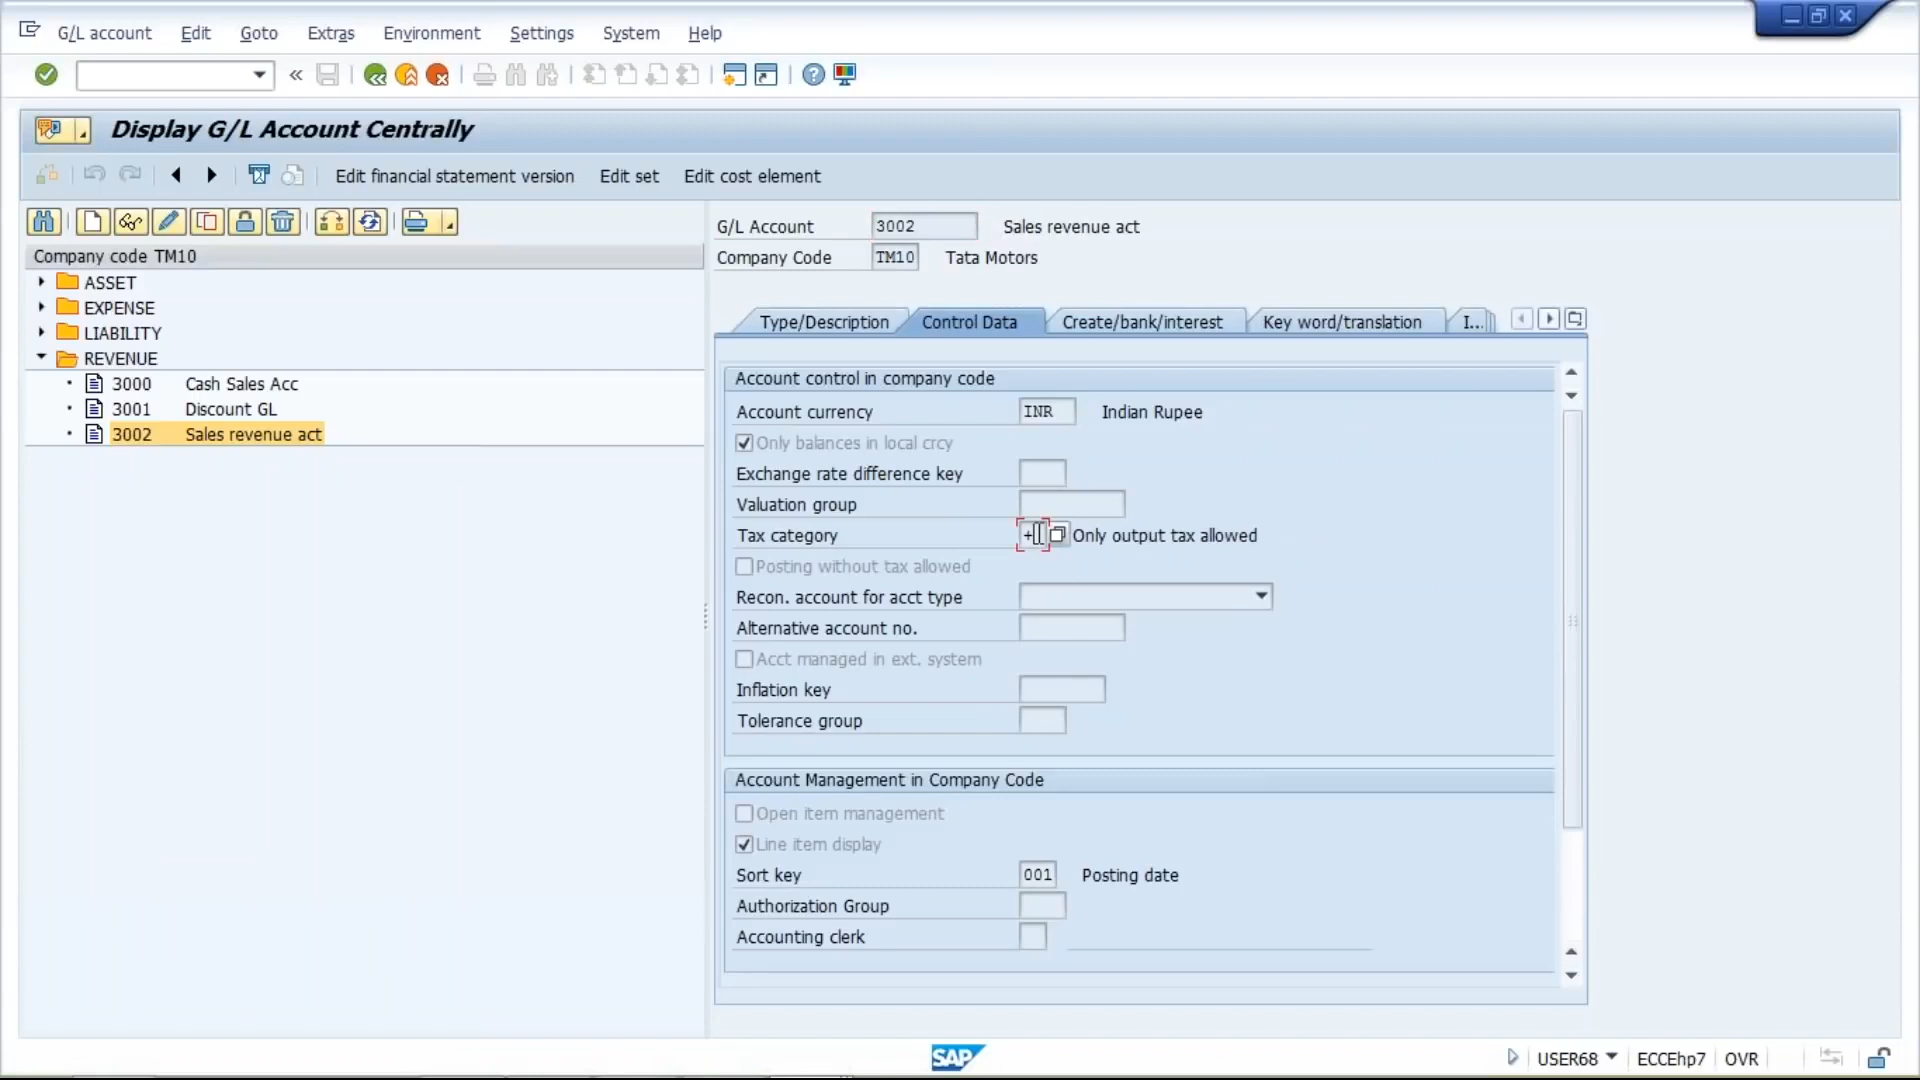 G/L account Edit Goto Extras Environment Settings System Help
Display G/L Account Centrally
Edit financial statement version Edit set Edit cost element
Company code TM10
ASSET
EXPENSE
LIABILITY
REVENUE
3000 Cash Sales Acc
3001 Discount GL
3002 Sales revenue act
G/L Account 3002 Sales revenue act
Company Code TM10 Tata Motors
Type/Description Control Data Create/bank/interest Key word/translation I...
Account control in company code
Account currency INR Indian Rupee
Only balances in local crcy
Exchange rate difference key
Valuation group
Tax category + Only output tax allowed
Posting without tax allowed
Recon. account for acct type
Alternative account no.
Acct managed in ext. system
Inflation key
Tolerance group
Account Management in Company Code
Open item management
Line item display
Sort key 001 Posting date
Authorization Group
Accounting clerk
SAP
USER68 ECCEhp7 OVR